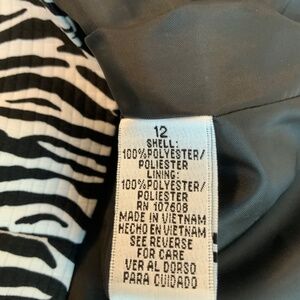 12
SHELL:
100%POLYESTER/
POLIESTER
LINING:
100%POLYESTER/
POLIESTER
RN 107608
MADE IN VIETNAM
HECHO EN VIETNAM
SEE REVERSE
FOR CARE
VER AL DORSO
PARA CUIDADO